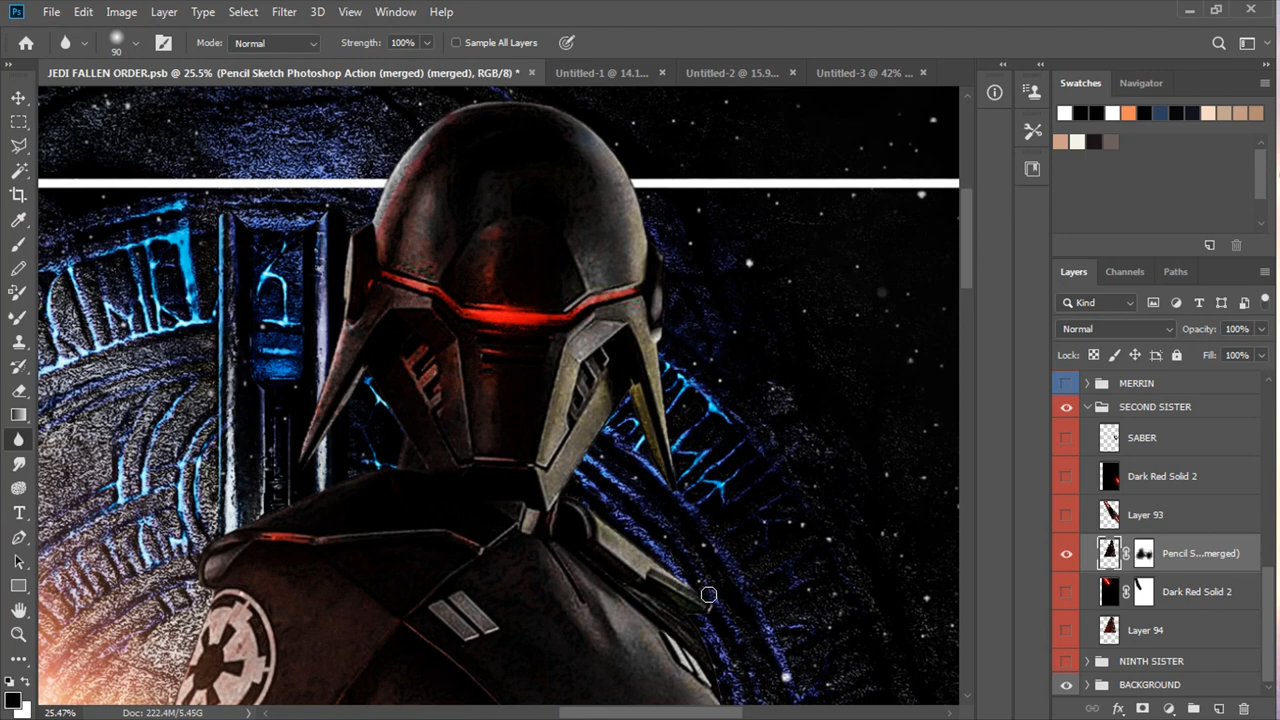 Ps File Edit Image Layer Type Select Filter 3D View Window Help
90 Mode: Normal Strength: 100% Sample All Layers
JEDI FALLEN ORDER.psb @ 25.5% (Pencil Sketch Photoshop Action (merged) (merged), RGB/8) * Untitled-1 @ 14.1... Untitled-2 @ 15.9... Untitled-3 @ 42% ...
Swatches Navigator
Layers Channels Paths
Kind
Normal Opacity: 100%
Lock: Fill: 100%
MERRIN
SECOND SISTER
SABER
Dark Red Solid 2
Layer 93
Pencil S...merged)
Dark Red Solid 2
Layer 94
NINTH SISTER
BACKGROUND
25.47% Doc: 222.4M/5.45G